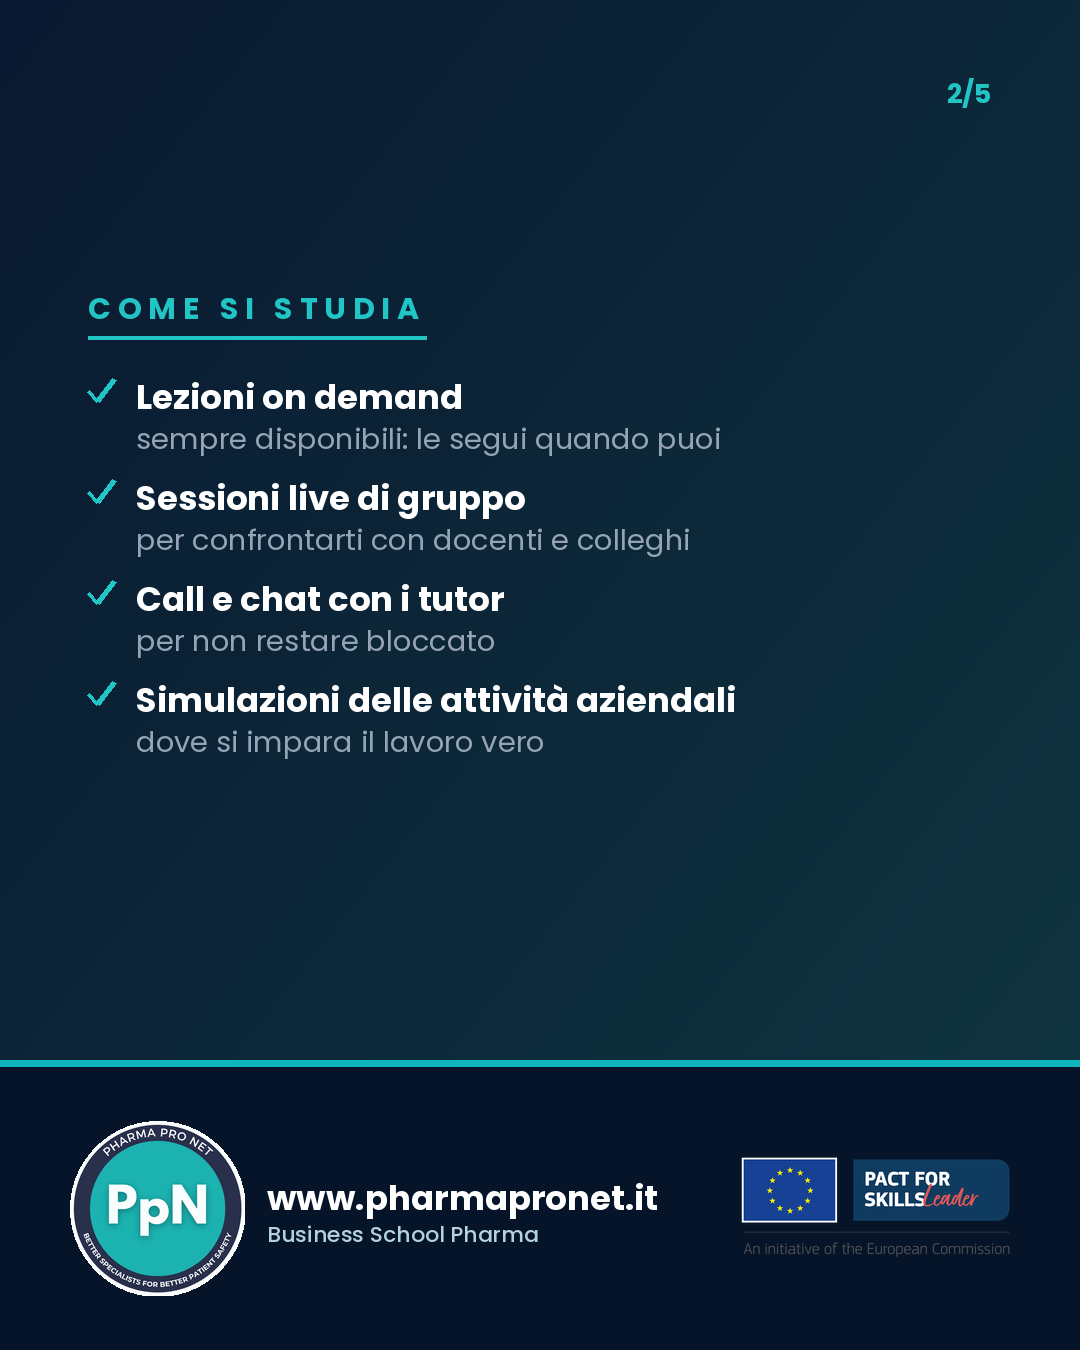 2/5
COME SI STUDIA
Lezioni on demand
sempre disponibili: le segui quando puoi
Sessioni live di gruppo
per confrontarti con docenti e colleghi
Call e chat con i tutor
per non restare bloccato
Simulazioni delle attività aziendali
dove si impara il lavoro vero
PHARMA PRO NET
PpN
BETTER SPECIALISTS FOR BETTER PATIENT SAFETY
www.pharmapronet.it
Business School Pharma
PACT FOR
SKILLS Leader
An initiative of the European Commission